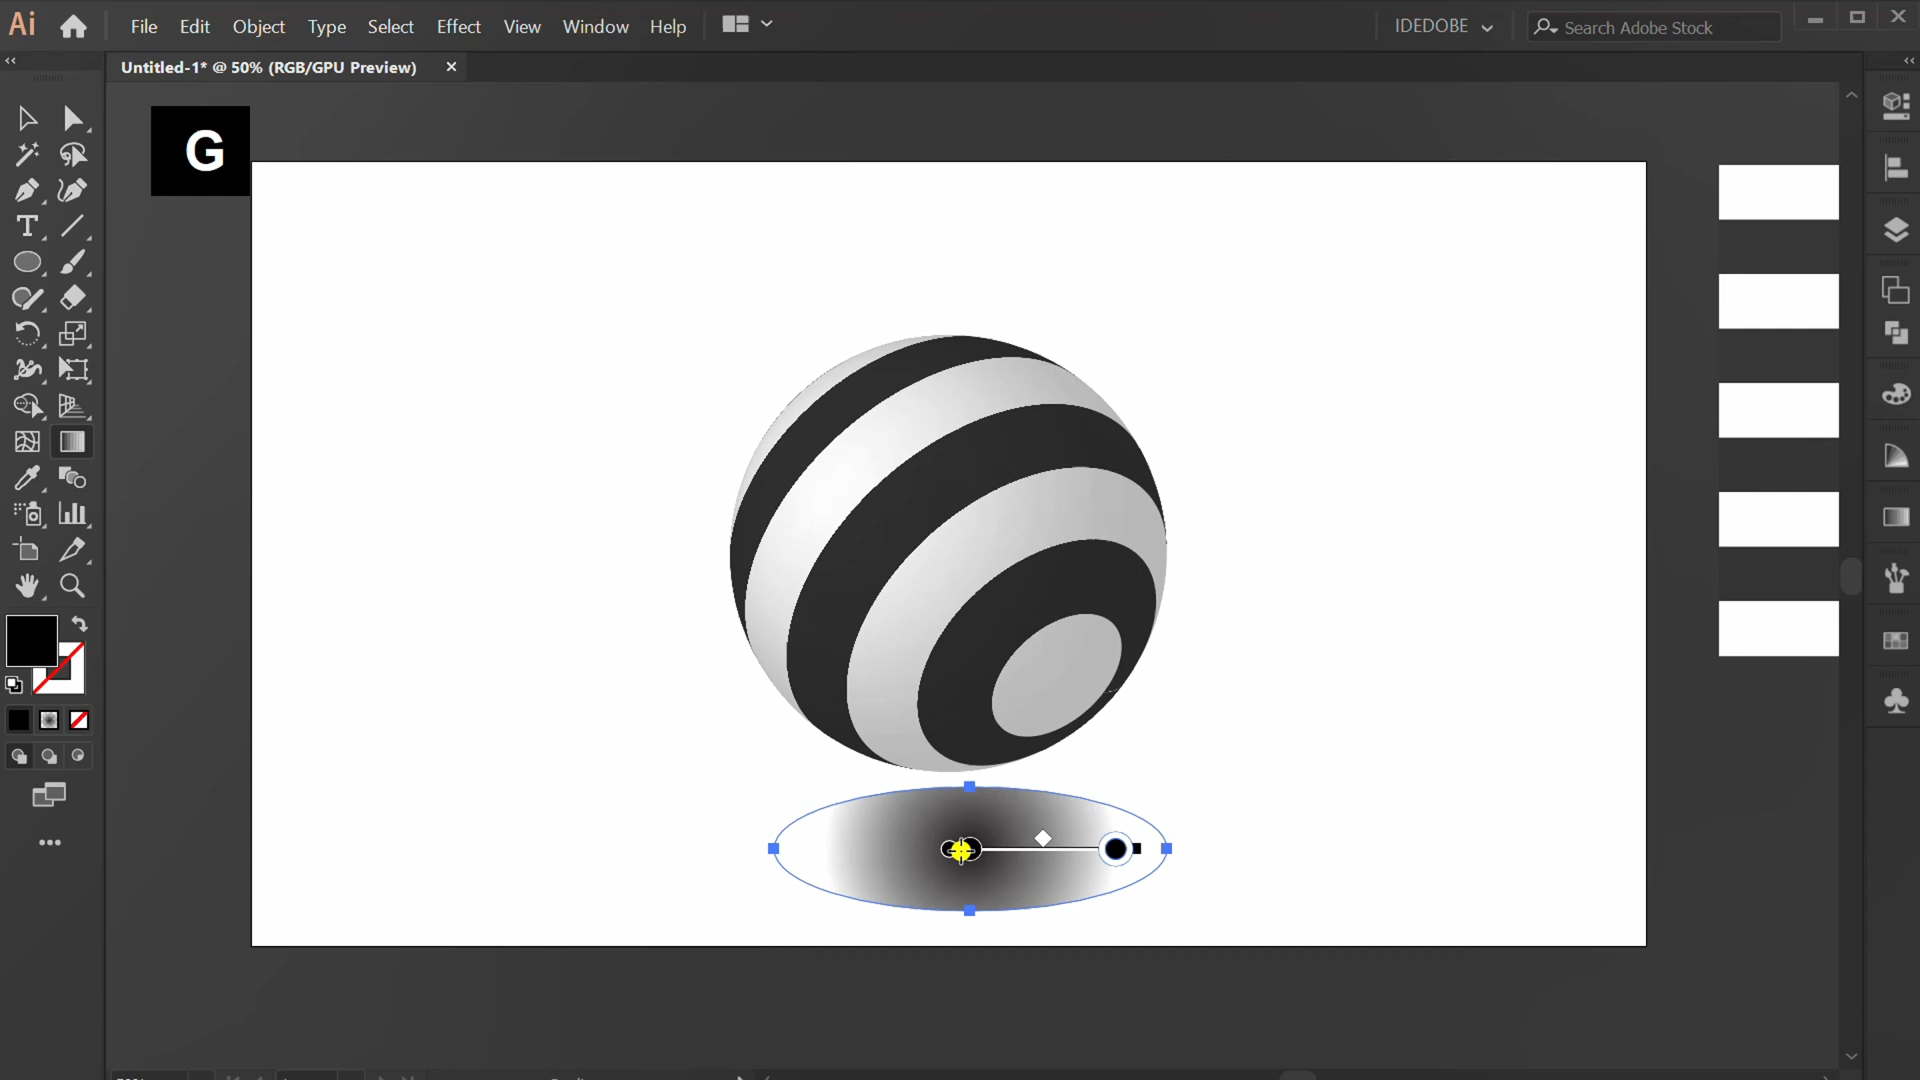 Ai File Edit Object Type Select Effect View Window Help IDEDOBE Search Adobe Stock
Untitled-1* @ 50% (RGB/GPU Preview)
G